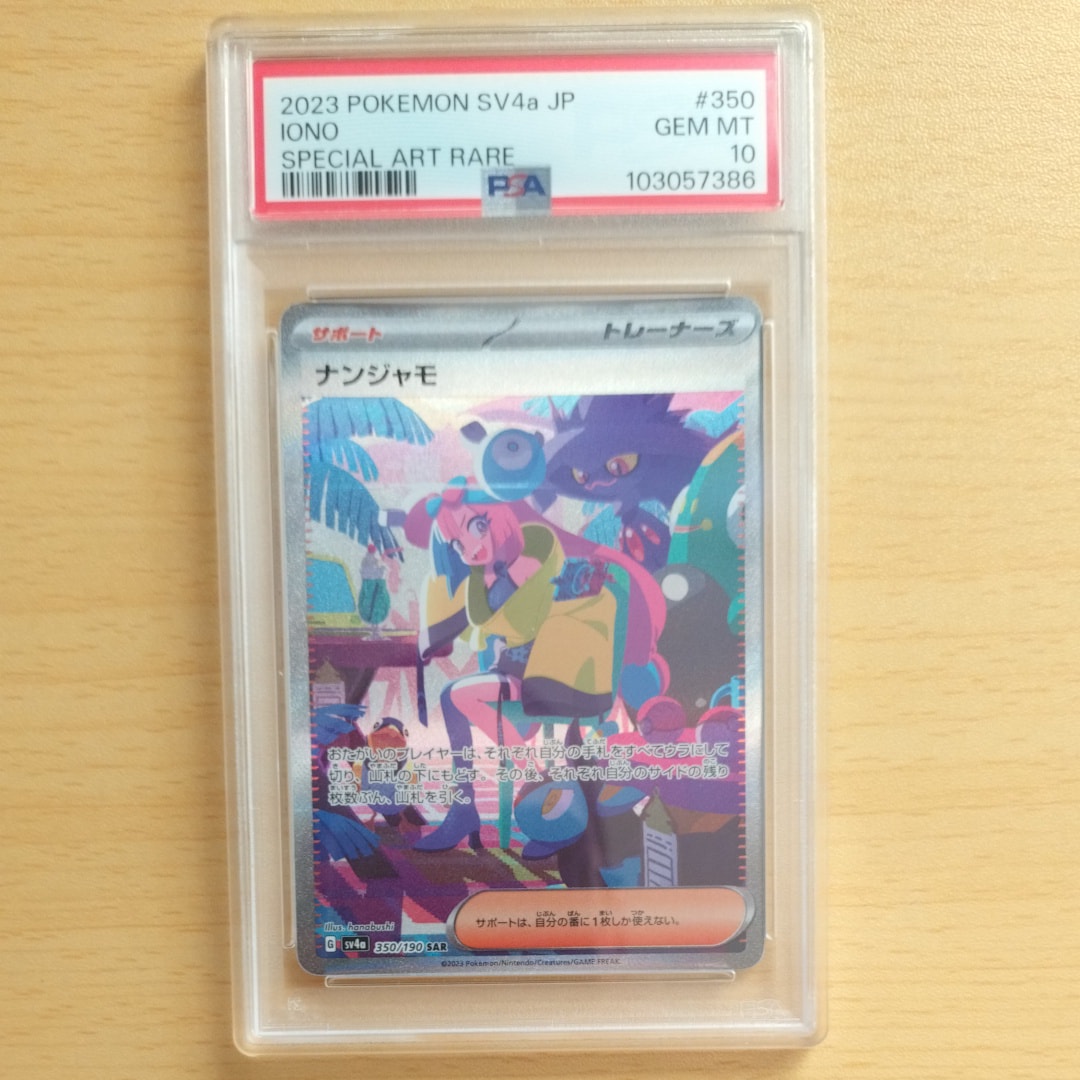 2023 POKEMON SV4a JP #350
IONO GEM MT
SPECIAL ART RARE 10
PSA 103057386
サポート トレーナーズ
ナンジャモ
おたがいのプレイヤーは、それぞれ自分の手札をすべてウラにして
切り、山札の下にもどす。その後、それぞれ自分のサイドの残り
枚数ぶん、山札を引く。
サポートは、自分の番に1枚しか使えない。
Illus. hanabushi
G sv4a 350/190 SAR
©2023 Pokémon/Nintendo/Creatures/GAME FREAK.